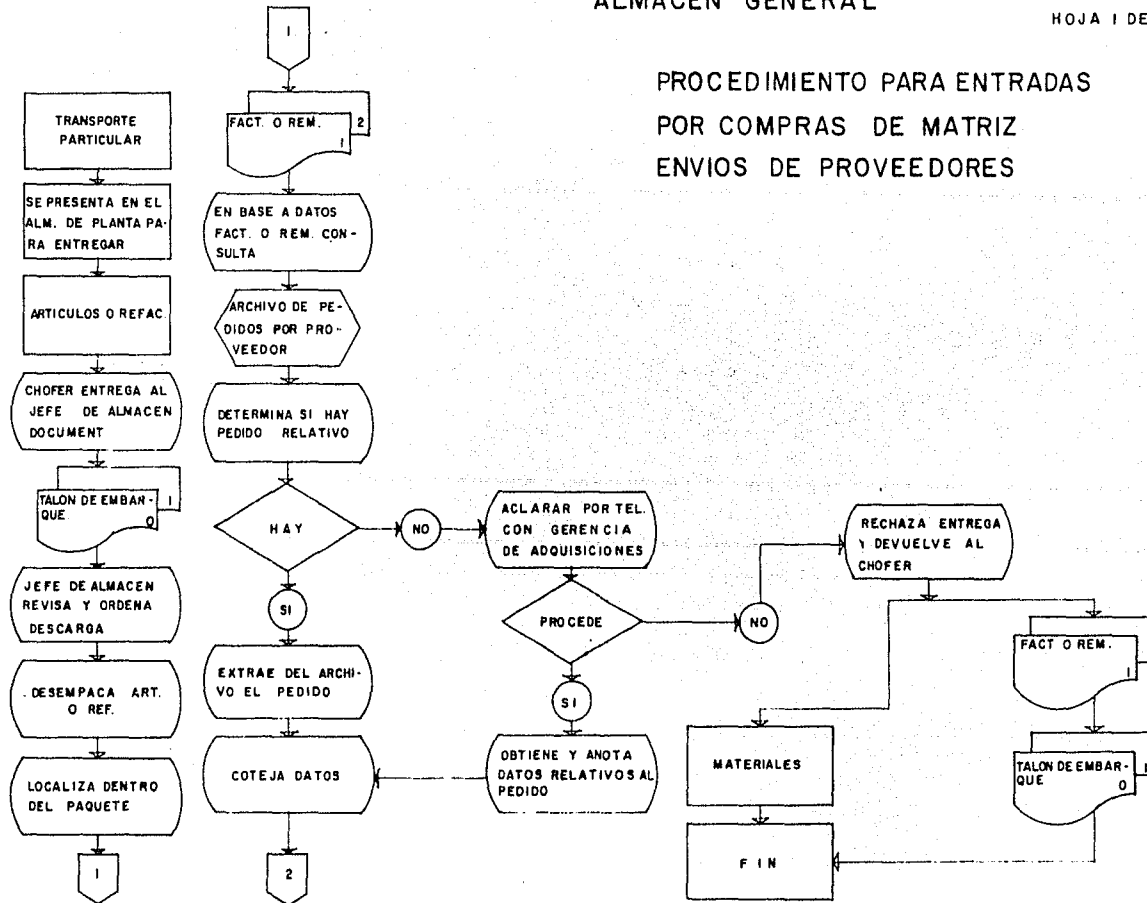 ALMACEN GENERAL
HOJA 1 DE
PROCEDIMIENTO PARA ENTRADAS
POR COMPRAS DE MATRIZ
ENVIOS DE PROVEEDORES
TRANSPORTE
PARTICULAR
SE PRESENTA EN EL
ALM. DE PLANTA PA-
RA ENTREGAR
ARTICULOS O REFAC.
CHOFER ENTREGA AL
JEFE DE ALMACEN
DOCUMENT
TALON DE EMBAR-
QUE
0
1
JEFE DE ALMACEN
REVISA Y ORDENA
DESCARGA
DESEMPACA ART.
O REF.
LOCALIZA DENTRO
DEL PAQUETE
1
1
FACT. O REM.
1
2
EN BASE A DATOS
FACT. O REM. CON-
SULTA
ARCHIVO DE PE-
DIDOS POR PRO-
VEEDOR
DETERMINA SI HAY
PEDIDO RELATIVO
HAY
NO
SI
EXTRAE DEL ARCHI-
VO EL PEDIDO
COTEJA DATOS
2
ACLARAR POR TEL.
CON GERENCIA
DE ADQUISICIONES
PROCEDE
NO
SI
OBTIENE Y ANOTA
DATOS RELATIVOS AL
PEDIDO
RECHAZA ENTREGA
Y DEVUELVE AL
CHOFER
MATERIALES
FIN
FACT O REM.
1
TALON DE EMBAR-
QUE
0
1